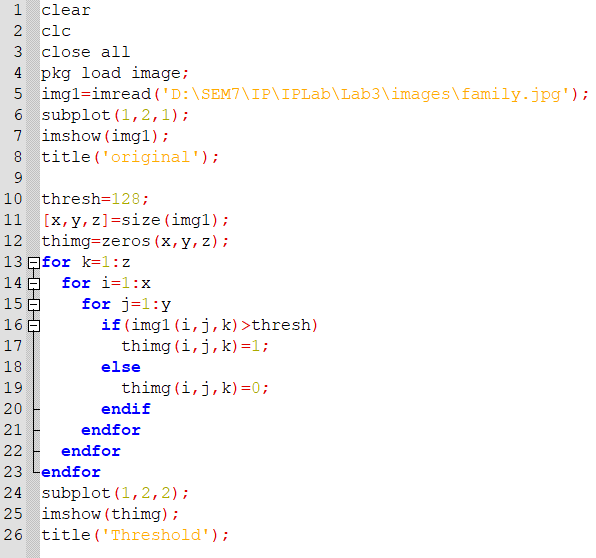 1 clear
2 clc
3 close all
4 pkg load image;
5 img1=imread('D:\SEM7\IP\IPLab\Lab3\images\family.jpg');
6 subplot(1,2,1);
7 imshow(img1);
8 title('original');
9
10 thresh=128;
11 [x,y,z]=size(img1);
12 thimg=zeros(x,y,z);
13 for k=1:z
14   for i=1:x
15     for j=1:y
16       if(img1(i,j,k)>thresh)
17         thimg(i,j,k)=1;
18       else
19         thimg(i,j,k)=0;
20       endif
21     endfor
22   endfor
23 endfor
24 subplot(1,2,2);
25 imshow(thimg);
26 title('Threshold');